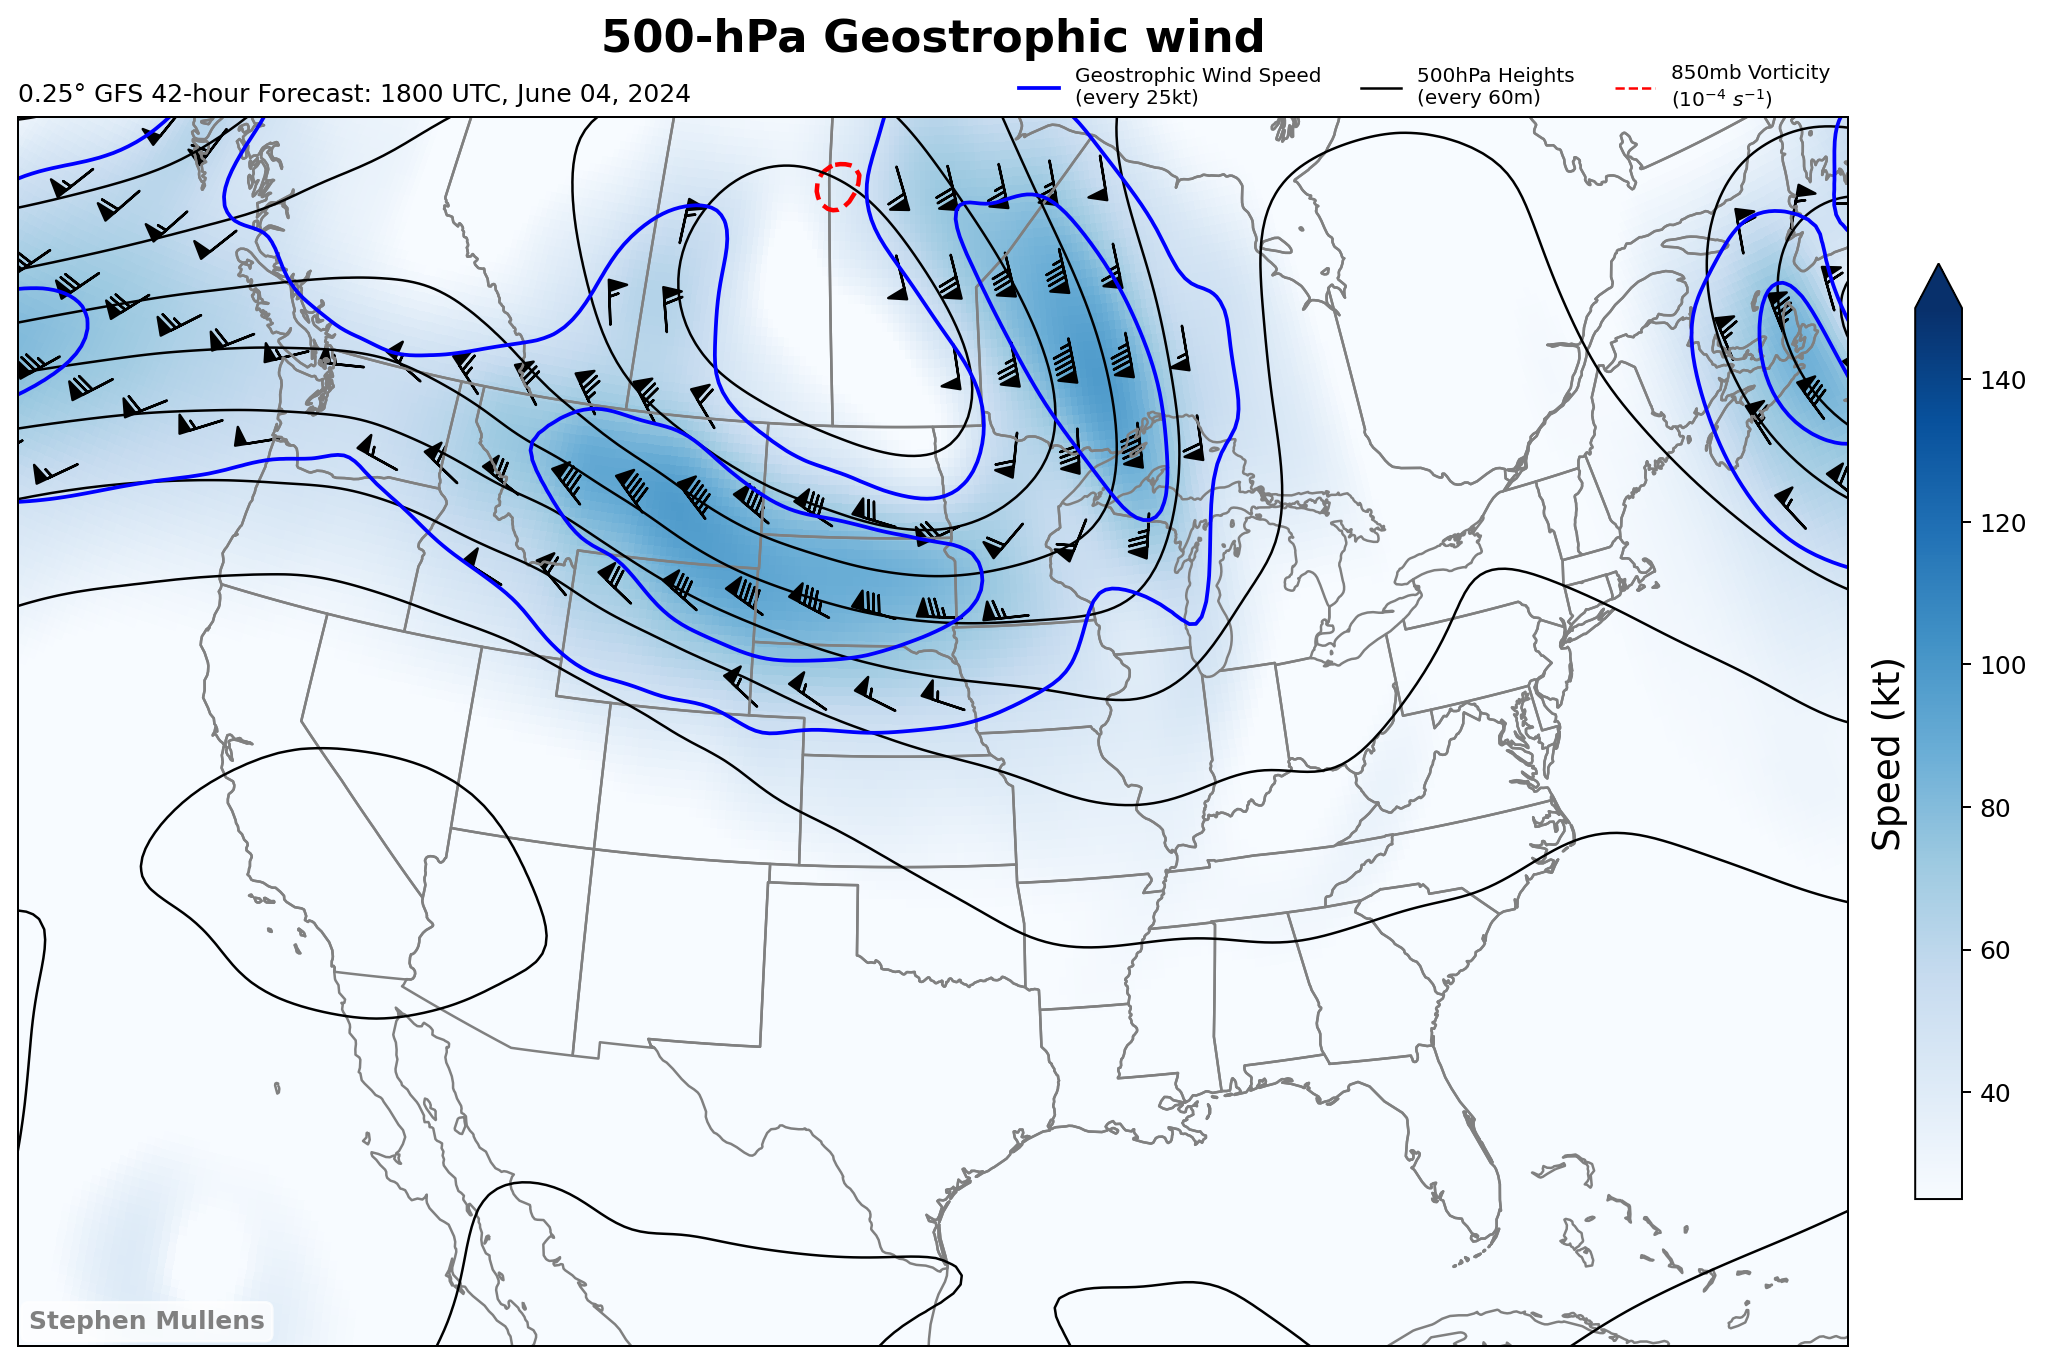 500-hPa Geostrophic wind
0.25° GFS 42-hour Forecast: 1800 UTC, June 04, 2024
Geostrophic Wind Speed
(every 25kt)
500hPa Heights
(every 60m)
850mb Vorticity
(10⁻⁴ s⁻¹)
140
120
100
80
60
40
Speed (kt)
Stephen Mullens